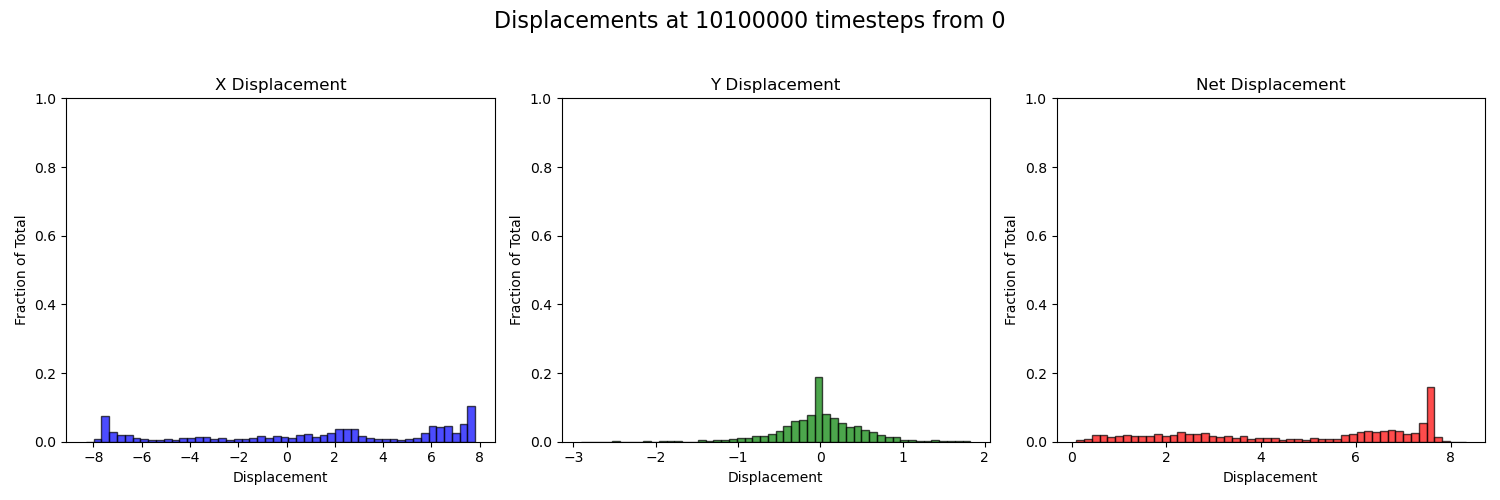 Displacements at 10100000 timesteps from 0
X Displacement
Fraction of Total
1.0
0.8
0.6
0.4
0.2
0.0
−8 −6 −4 −2 0 2 4 6 8
Displacement
Y Displacement
Fraction of Total
1.0
0.8
0.6
0.4
0.2
0.0
−3 −2 −1 0 1 2
Displacement
Net Displacement
Fraction of Total
1.0
0.8
0.6
0.4
0.2
0.0
0 2 4 6 8
Displacement